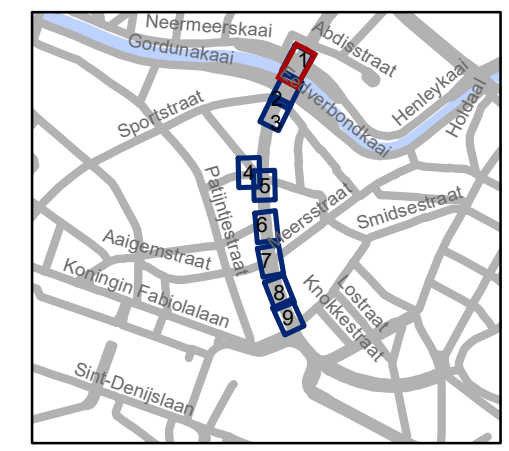 Neermeerskaai
Abdisstraat
Gordunakaai
1
Henleykaai
Holdaal
2
3
Sportstraat
4
5
Patijntjestraat
Meersstraat
Smidsestraat
6
Aaigemstraat
7
Koningin Fabiolalaan
8
Lostraat
Knokkestraat
9
Sint-Denijslaan